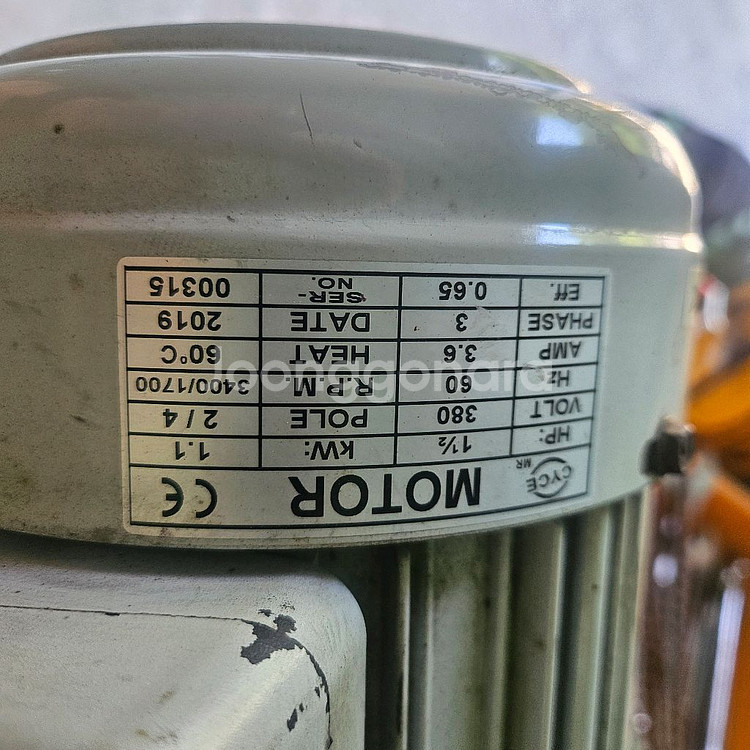 CYCE MR MOTOR CE
HP: 1½ kW: 1.1
VOLT 380 POLE 2 / 4
Hz 60 R.P.M. 3400/1700
AMP 3.6 HEAT 60°C
PHASE 3 DATE 2019
Eff. 0.65 SER-NO. 00315
joonggonara